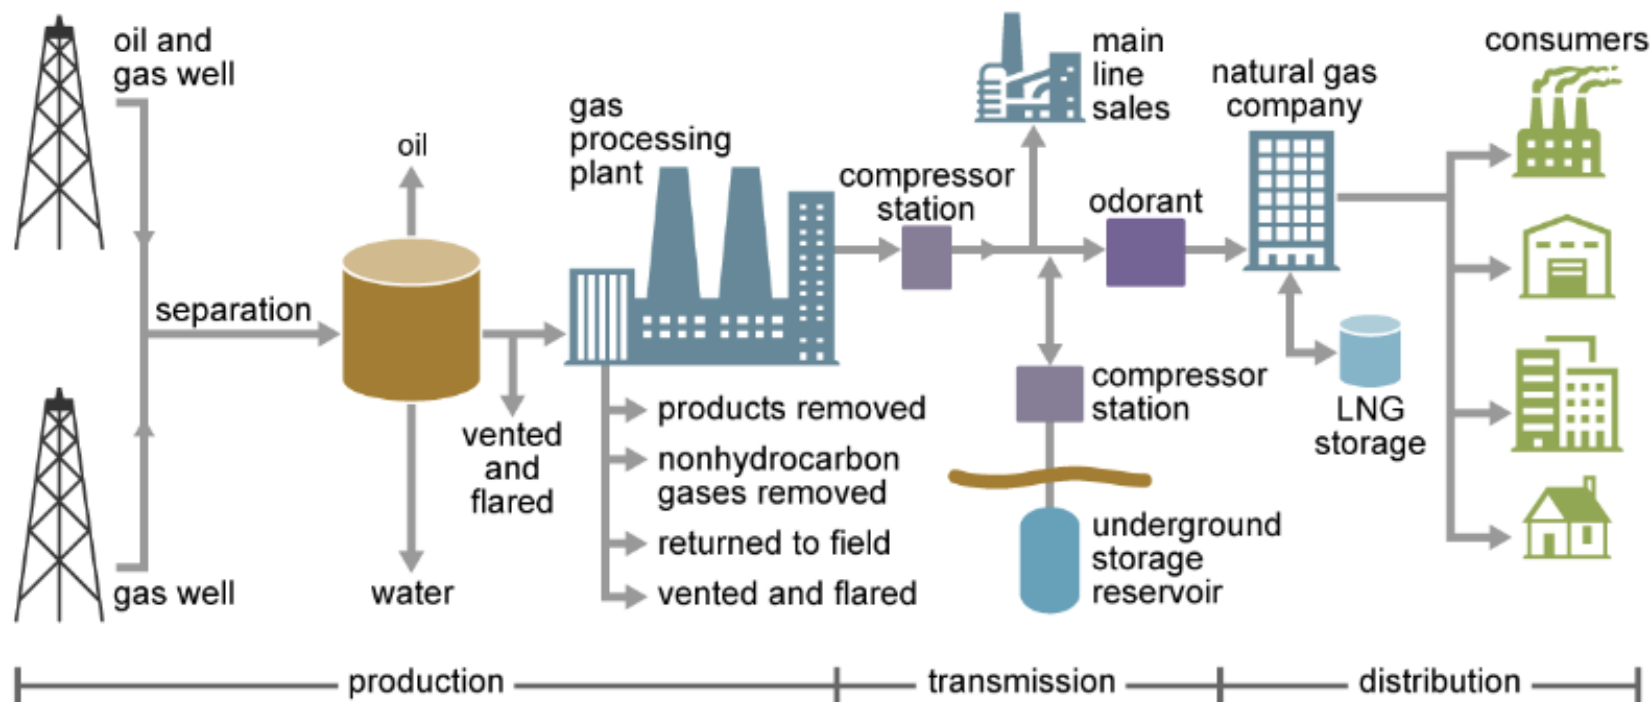 oil and
gas well
separation
gas well
oil
water
vented
and
flared
gas
processing
plant
products removed
nonhydrocarbon
gases removed
returned to field
vented and flared
compressor
station
main
line
sales
odorant
compressor
station
underground
storage
reservoir
natural gas
company
LNG
storage
consumers
production
transmission
distribution